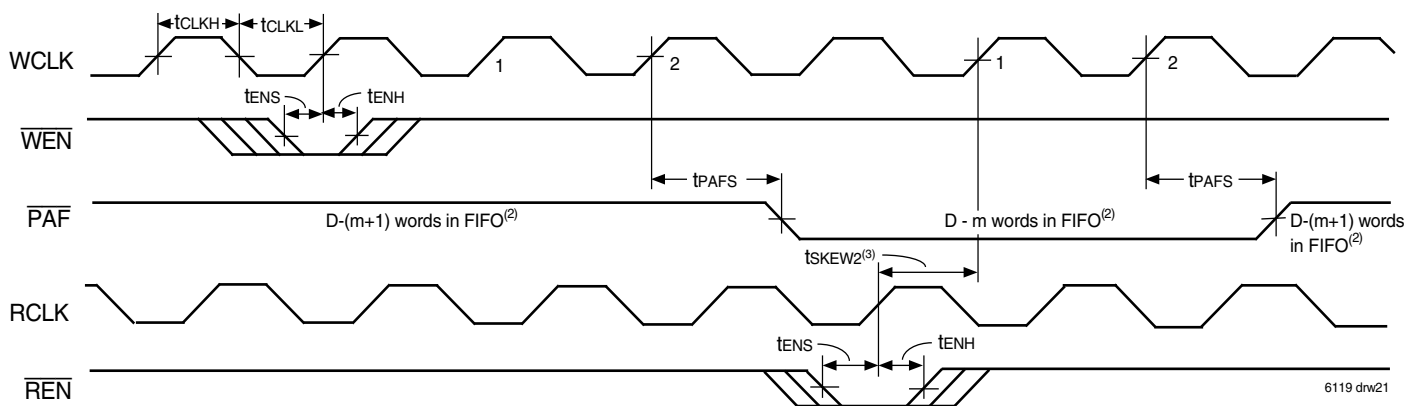 tCLKH tCLKL
WCLK 1 2 1 2
tENS tENH
WEN
tPAFS tPAFS
PAF D-(m+1) words in FIFO(2) D - m words in FIFO(2) D-(m+1) words
in FIFO(2)
tSKEW2(3)
RCLK
tENS tENH
REN
6119 drw21